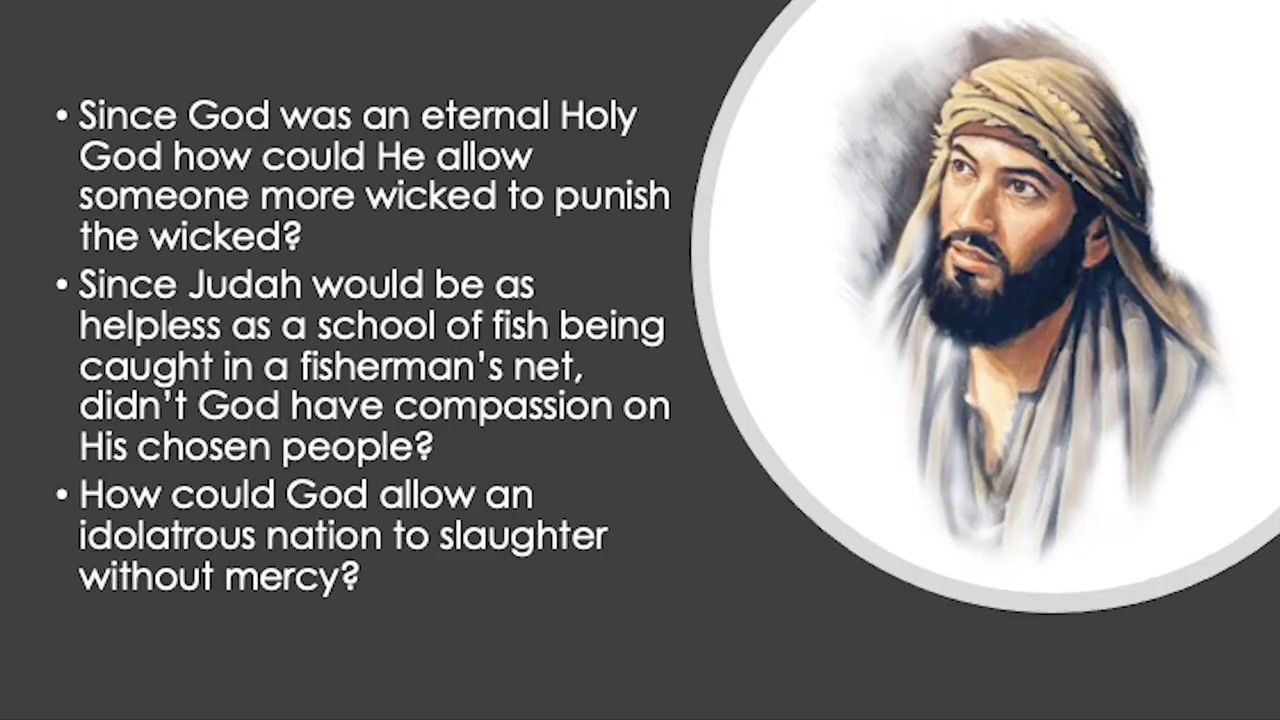 • Since God was an eternal Holy
God how could He allow
someone more wicked to punish
the wicked?
• Since Judah would be as
helpless as a school of fish being
caught in a fisherman’s net,
didn’t God have compassion on
His chosen people?
• How could God allow an
idolatrous nation to slaughter
without mercy?